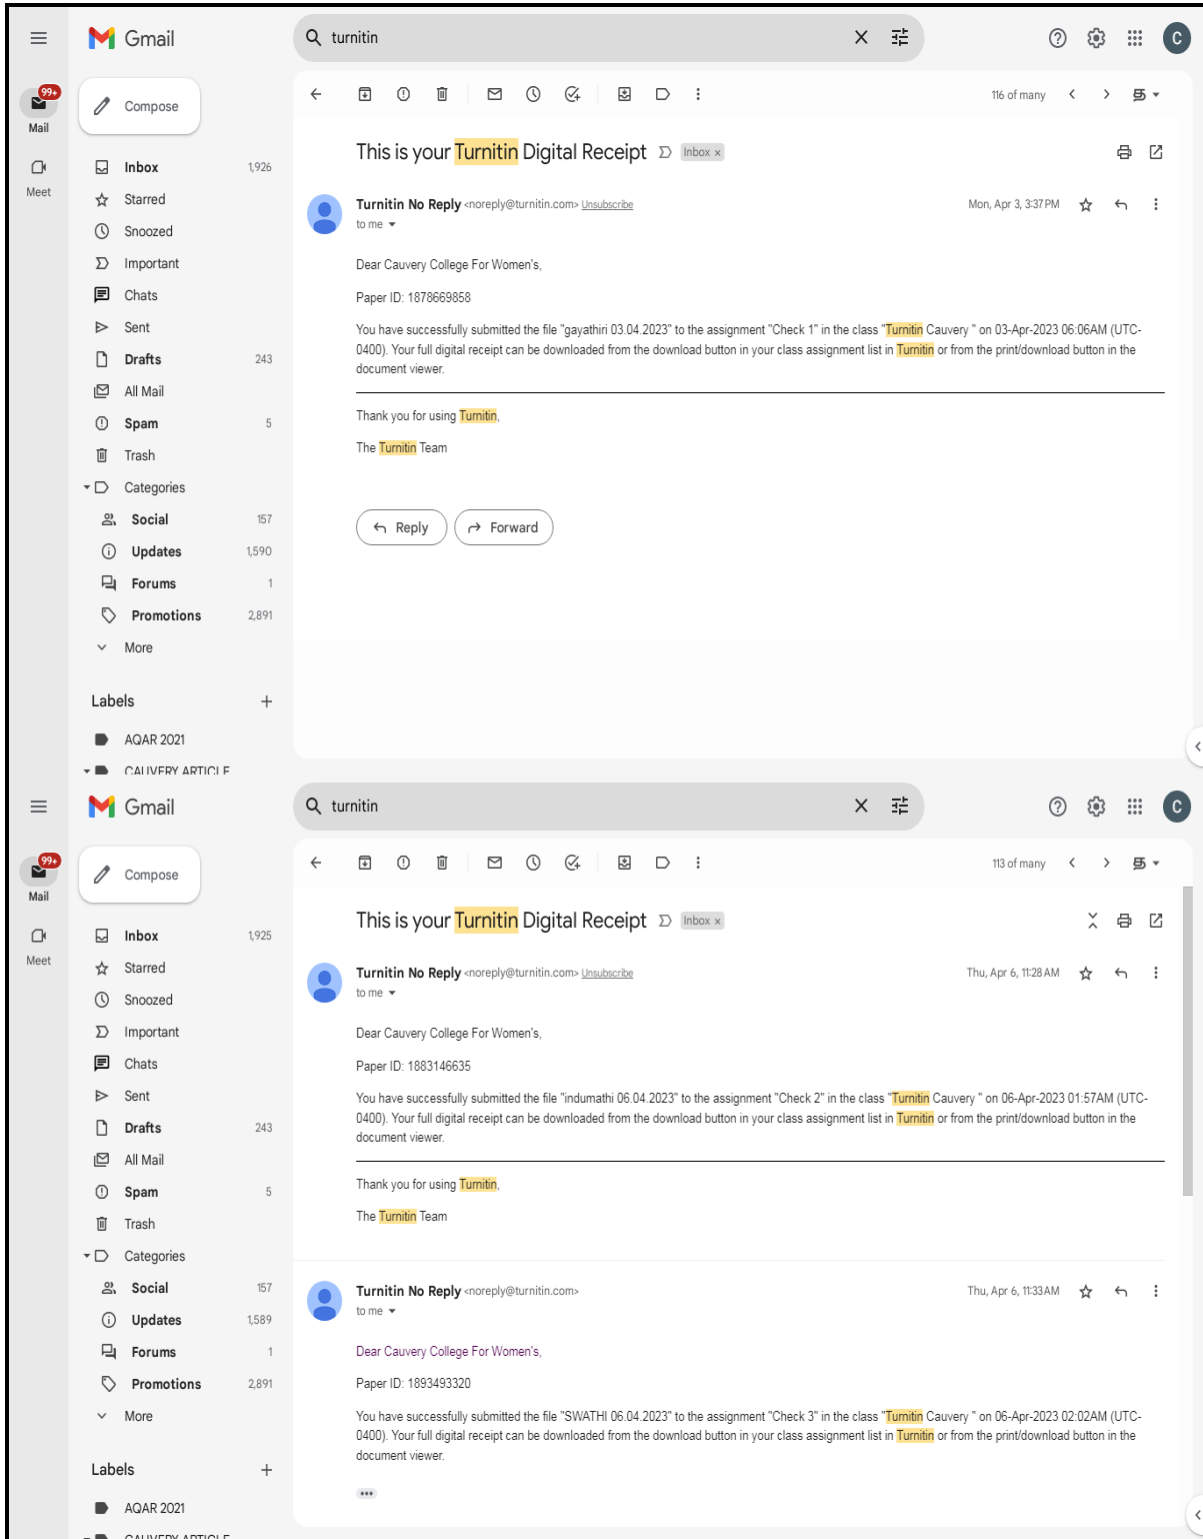 Gmail
turnitin
C
99+
Mail
Meet
Compose
Inbox 1,926
Starred
Snoozed
Important
Chats
Sent
Drafts 243
All Mail
Spam 5
Trash
Categories
Social 157
Updates 1,590
Forums 1
Promotions 2,891
More
Labels
AQAR 2021
CAUVERY ARTICLE
116 of many
This is your Turnitin Digital Receipt Inbox x
Turnitin No Reply <noreply@turnitin.com> Unsubscribe Mon, Apr 3, 3:37 PM
to me
Dear Cauvery College For Women's,
Paper ID: 1878669858
You have successfully submitted the file "gayathiri 03.04.2023" to the assignment "Check 1" in the class "Turnitin Cauvery " on 03-Apr-2023 06:06AM (UTC-
0400). Your full digital receipt can be downloaded from the download button in your class assignment list in Turnitin or from the print/download button in the
document viewer.
Thank you for using Turnitin,
The Turnitin Team
Reply Forward
Gmail
turnitin
C
99+
Mail
Meet
Compose
Inbox 1,925
Starred
Snoozed
Important
Chats
Sent
Drafts 243
All Mail
Spam 5
Trash
Categories
Social 157
Updates 1,589
Forums 1
Promotions 2,891
More
Labels
AQAR 2021
CAUVERY ARTICLE
113 of many
This is your Turnitin Digital Receipt Inbox x
Turnitin No Reply <noreply@turnitin.com> Unsubscribe Thu, Apr 6, 11:28 AM
to me
Dear Cauvery College For Women's,
Paper ID: 1883146635
You have successfully submitted the file "indumathi 06.04.2023" to the assignment "Check 2" in the class "Turnitin Cauvery " on 06-Apr-2023 01:57AM (UTC-
0400). Your full digital receipt can be downloaded from the download button in your class assignment list in Turnitin or from the print/download button in the
document viewer.
Thank you for using Turnitin,
The Turnitin Team
Turnitin No Reply <noreply@turnitin.com> Thu, Apr 6, 11:33 AM
to me
Dear Cauvery College For Women's,
Paper ID: 1893493320
You have successfully submitted the file "SWATHI 06.04.2023" to the assignment "Check 3" in the class "Turnitin Cauvery " on 06-Apr-2023 02:02AM (UTC-
0400). Your full digital receipt can be downloaded from the download button in your class assignment list in Turnitin or from the print/download button in the
document viewer.